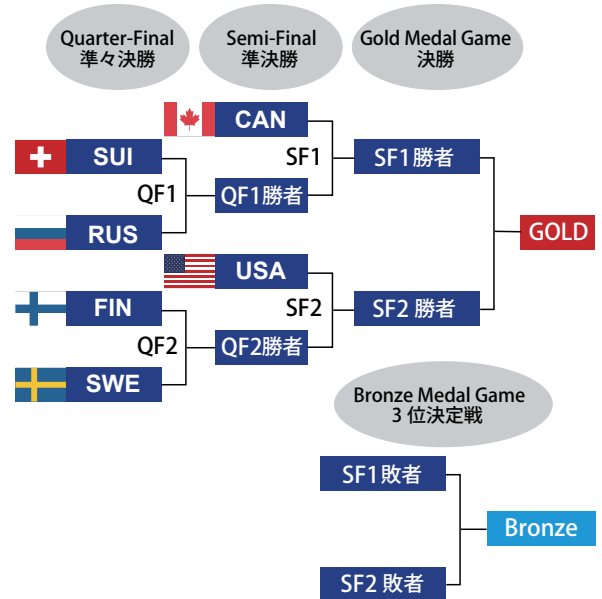 Quarter-Final
準々決勝
Semi-Final
準決勝
Gold Medal Game
決勝
CAN
SUI
SF1
SF1勝者
QF1
QF1勝者
RUS
GOLD
USA
FIN
SF2
SF2 勝者
QF2
QF2勝者
SWE
Bronze Medal Game
3 位決定戦
SF1敗者
Bronze
SF2 敗者